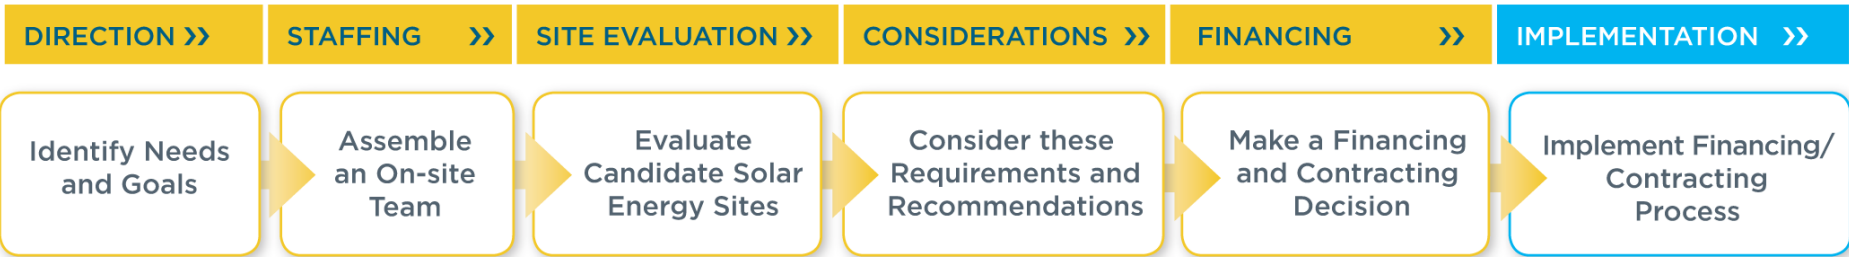 DIRECTION »
STAFFING »
SITE EVALUATION »
CONSIDERATIONS »
FINANCING »
IMPLEMENTATION »
Identify Needs
and Goals
Assemble
an On-site
Team
Evaluate
Candidate Solar
Energy Sites
Consider these
Requirements and
Recommendations
Make a Financing
and Contracting
Decision
Implement Financing/
Contracting
Process